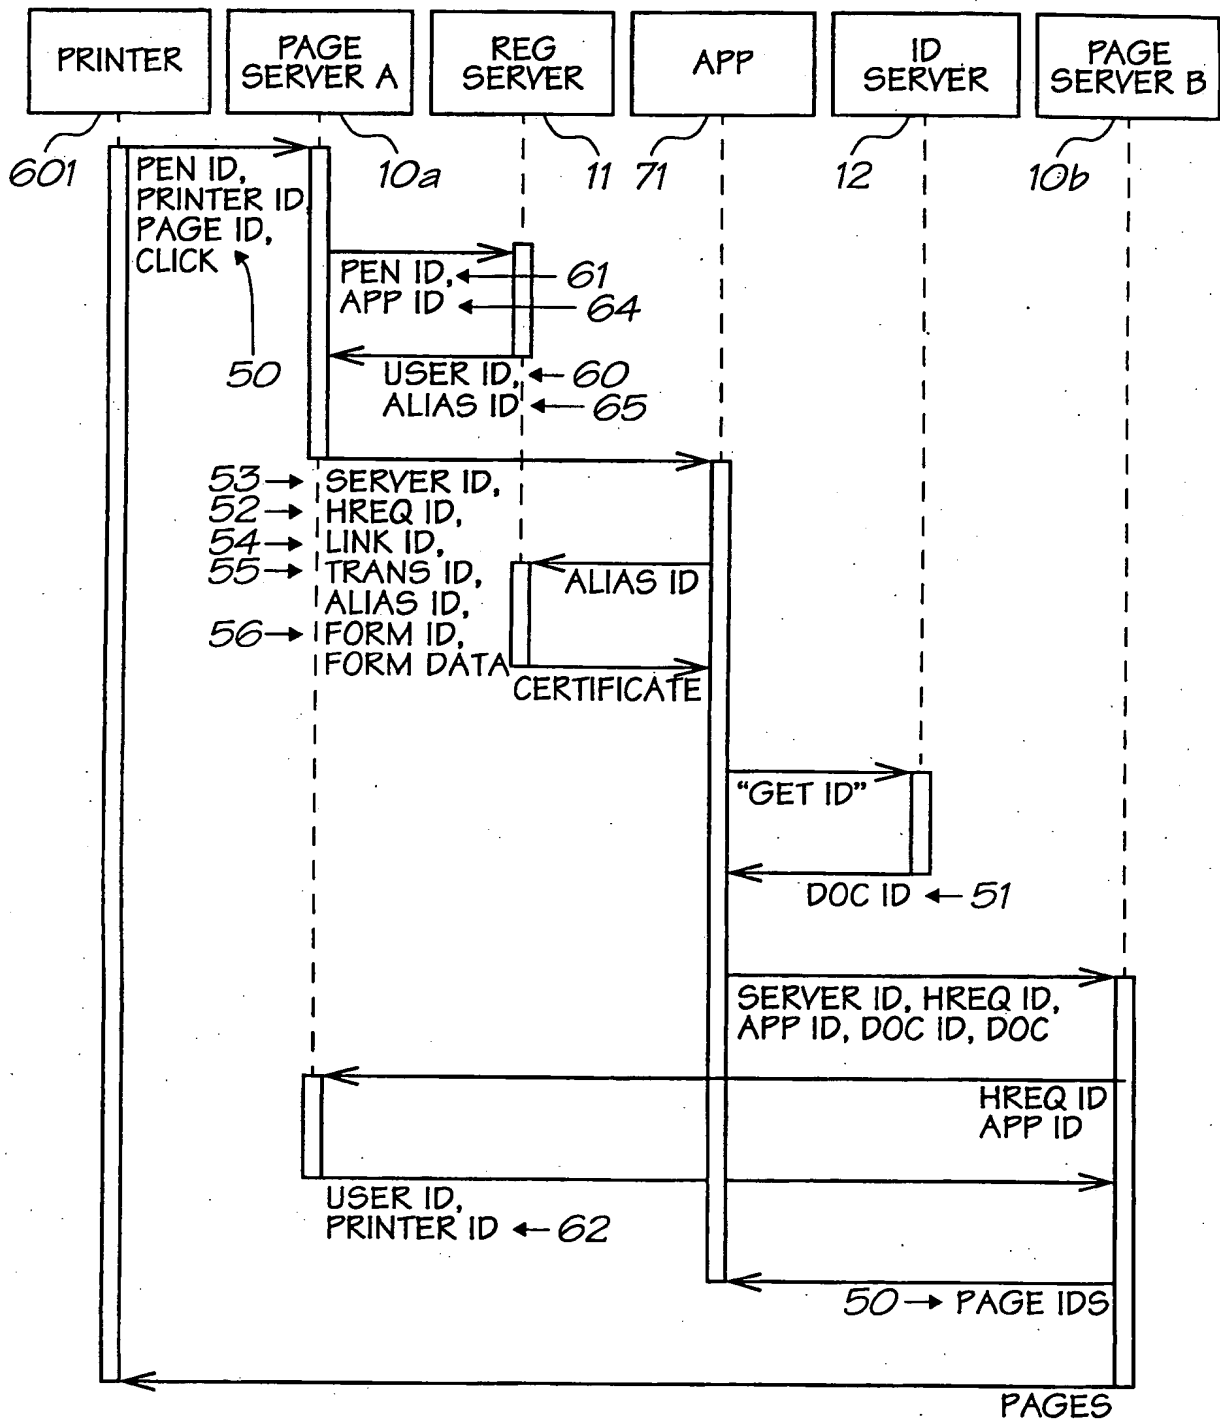 PRINTER
PAGE
SERVER A
REG
SERVER
APP
ID
SERVER
PAGE
SERVER B
601
10a
11
71
12
10b
PEN ID,
PRINTER ID
PAGE ID,
CLICK
50
PEN ID,
61
APP ID
64
USER ID,
60
ALIAS ID
65
53
SERVER ID,
52
HREQ ID,
54
LINK ID,
55
TRANS ID,
ALIAS ID,
56
FORM ID,
FORM DATA
ALIAS ID
CERTIFICATE
"GET ID"
DOC ID
51
SERVER ID, HREQ ID,
APP ID, DOC ID, DOC
HREQ ID
APP ID
USER ID,
PRINTER ID
62
50
PAGE IDS
PAGES